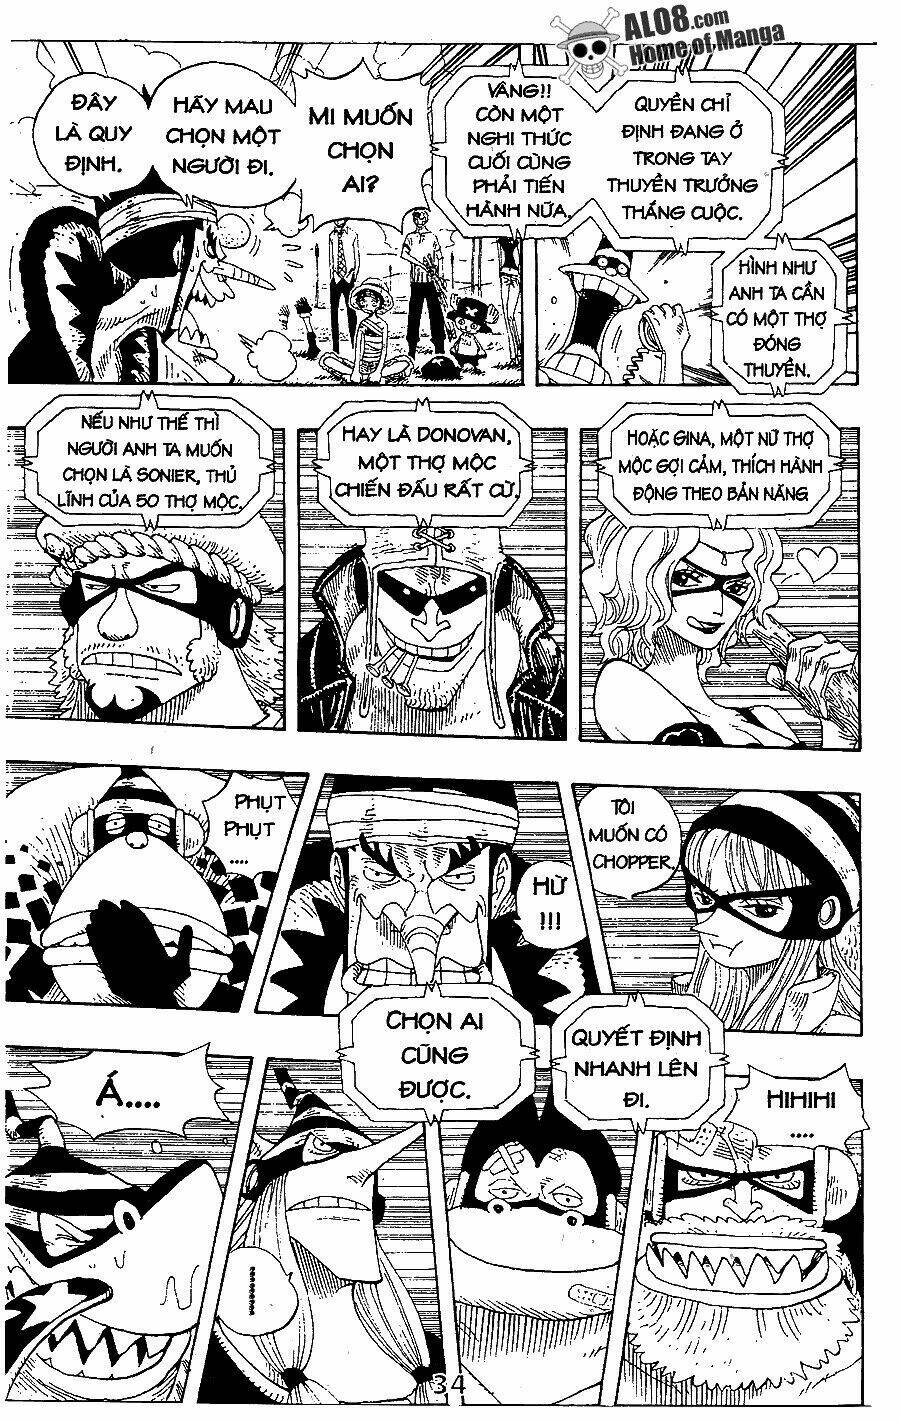 ALO8.com
Home of Manga
QUYỀN CHỈ
ĐỊNH ĐANG Ở
TRONG TAY
THUYỀN TRƯỞNG
THẮNG CUỘC.
VÂNG!!
CÒN MỘT
NGHI THỨC
CUỐI CÙNG
PHẢI TIẾN
HÀNH NỮA.
MI MUỐN
CHỌN
AI?
HÃY MAU
CHỌN MỘT
NGƯỜI ĐI.
ĐÂY
LÀ QUY
ĐỊNH.
HÌNH NHƯ
ANH TA CẦN
CÓ MỘT THỢ
ĐÓNG
THUYỀN.
NẾU NHƯ THẾ THÌ
NGƯỜI ANH TA MUỐN
CHỌN LÀ SONIER, THỦ
LĨNH CỦA 50 THỢ MỘC.
HAY LÀ DONOVAN,
MỘT THỢ MỘC
CHIẾN ĐẤU RẤT CỪ.
HOẶC GINA, MỘT NỮ THỢ
MỘC GỢI CẢM, THÍCH HÀNH
ĐỘNG THEO BẢN NĂNG
PHỤT
PHỤT
....
HỪ
!!!
TÔI
MUỐN CÓ
CHOPPER.
CHỌN AI
CŨNG
ĐƯỢC.
QUYẾT ĐỊNH
NHANH LÊN
ĐI.
Á....
HIHIHI
....
..........
34